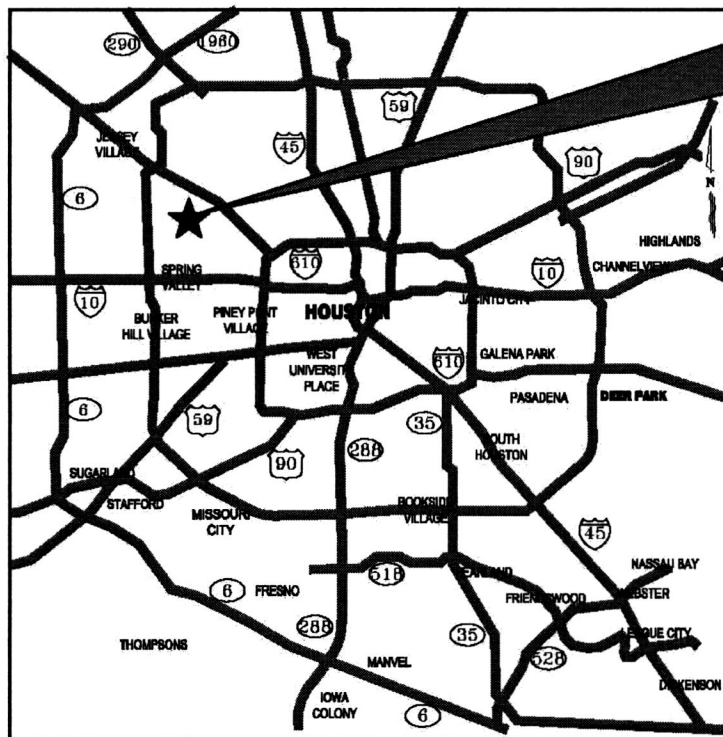 290
1960
59
45
JERSEY
VILLAGE
90
N
6
HIGHLANDS
610
SPRING
VALLEY
CHANNELVIEW
10
10
JACINTO CITY
BUNKER
HILL VILLAGE
PINEY POINT
VILLAGE
HOUSTON
WEST
UNIVERSITY
PLACE
GALENA PARK
610
PASADENA
DEER PARK
6
59
35
288
SOUTH
HOUSTON
90
SUGARLAND
STAFFORD
MISSOURI
CITY
BOOKSIDE
VILLAGE
45
NASSAU BAY
518
PEARLAND
6
FRESNO
FRIENDSWOOD
WEBSTER
288
35
LEAGUE CITY
THOMPSONS
MANVEL
528
DICKENSON
IOWA
COLONY
6